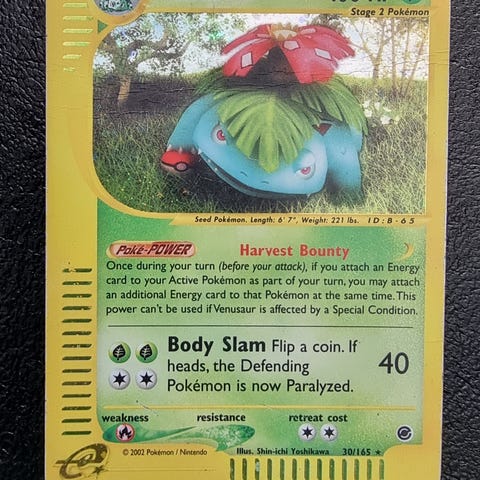 Stage 2 Pokémon
Seed Pokémon. Length: 6' 7", Weight: 221 lbs. ID:B-65
Poké-POWER Harvest Bounty
Once during your turn (before your attack), if you attach an Energy
card to your Active Pokémon as part of your turn, you may attach
an additional Energy card to that Pokémon at the same time. This
power can't be used if Venusaur is affected by a Special Condition.
Body Slam Flip a coin. If
heads, the Defending 40
Pokémon is now Paralyzed.
weakness resistance retreat cost
© 2002 Pokémon / Nintendo Illus. Shin-ichi Yoshikawa 30/165 ★